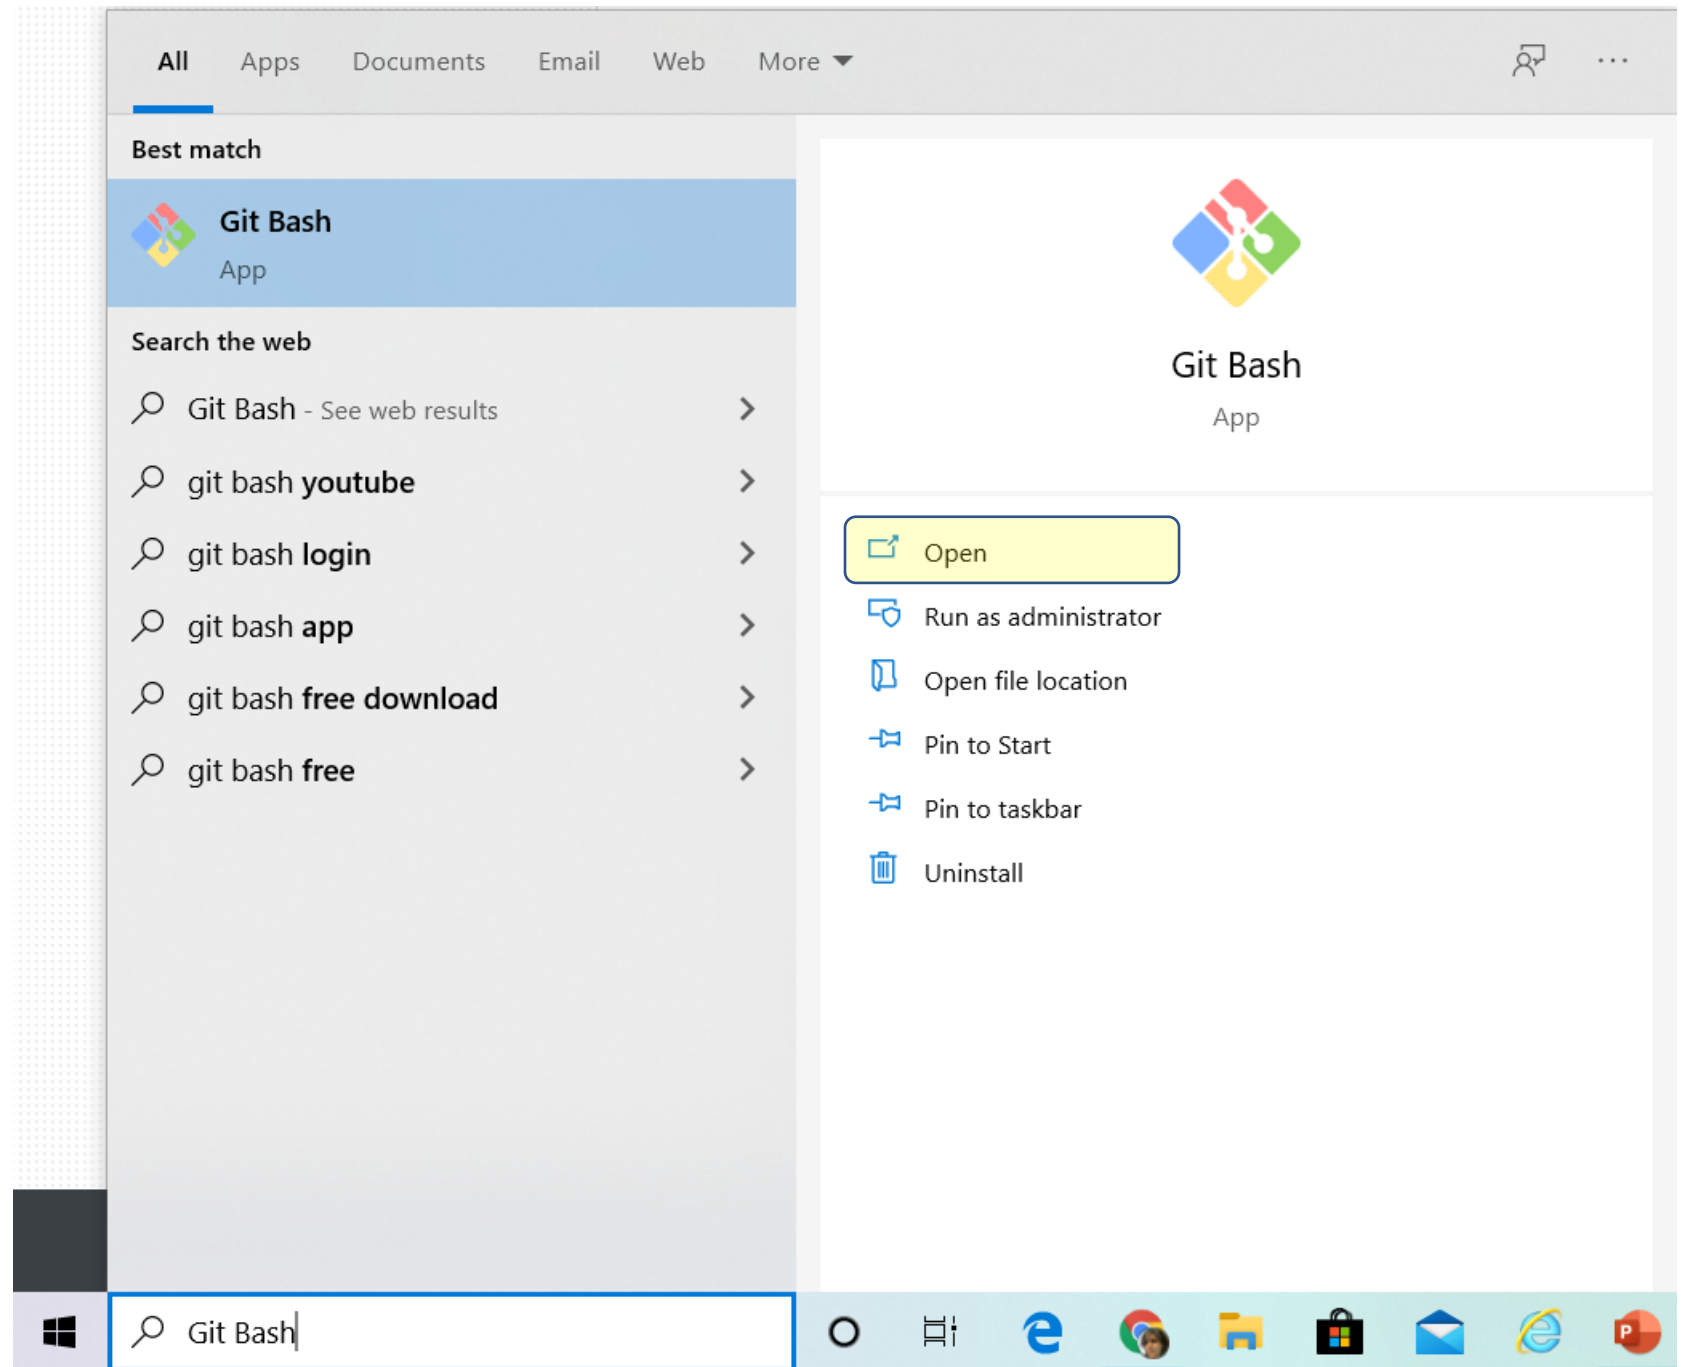 All Apps Documents Email Web More
Best match
Git Bash
App
Search the web
Git Bash - See web results
git bash youtube
git bash login
git bash app
git bash free download
git bash free
Git Bash
App
Open
Run as administrator
Open file location
Pin to Start
Pin to taskbar
Uninstall
Git Bash
P